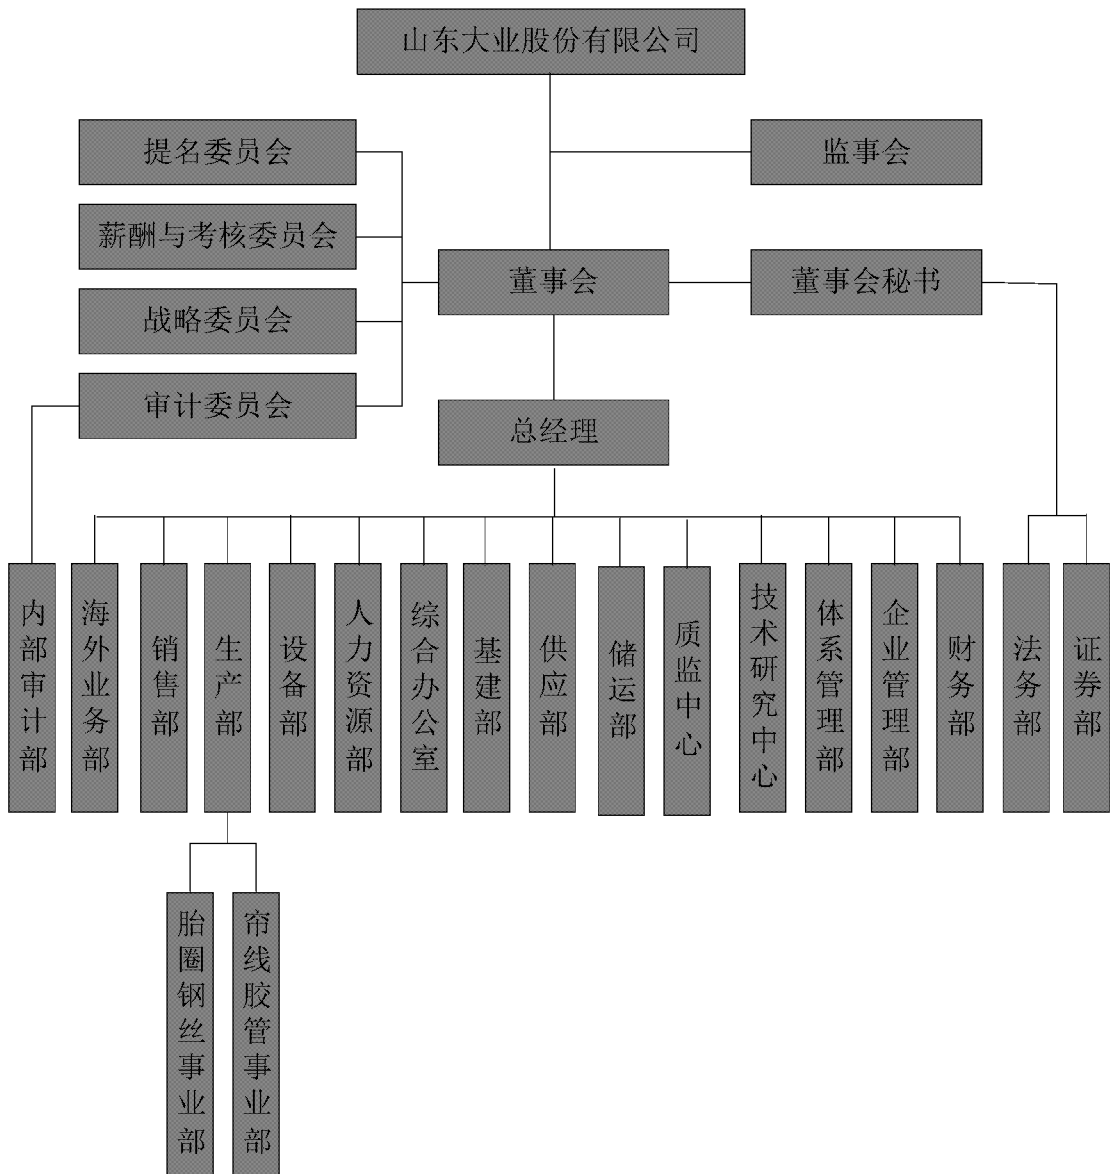 山东大业股份有限公司
提名委员会
监事会
薪酬与考核委员会
董事会
董事会秘书
战略委员会
审计委员会
总经理
内部审计部
海外业务部
销售部
生产部
设备部
人力资源部
综合办公室
基建部
供应部
储运部
质监中心
技术研究中心
体系管理部
企业管理部
财务部
法务部
证券部
胎圈钢丝事业部
帘线胶管事业部